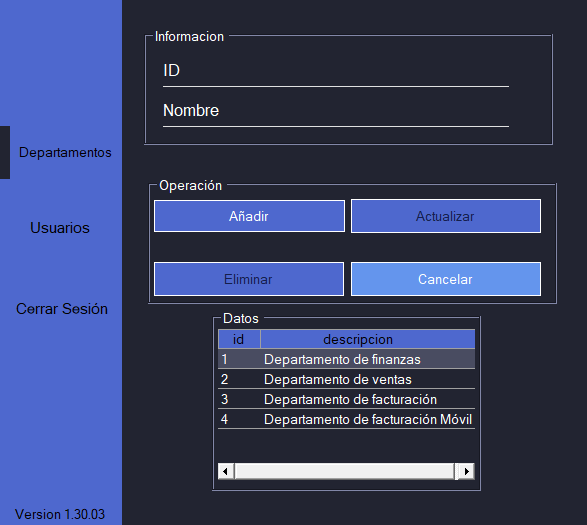 Departamentos
Usuarios
Cerrar Sesión
Version 1.30.03
Informacion
ID
Nombre
Operación
Añadir Actualizar
Eliminar Cancelar
Datos
id descripcion
1 Departamento de finanzas
2 Departamento de ventas
3 Departamento de facturación
4 Departamento de facturación Móvil